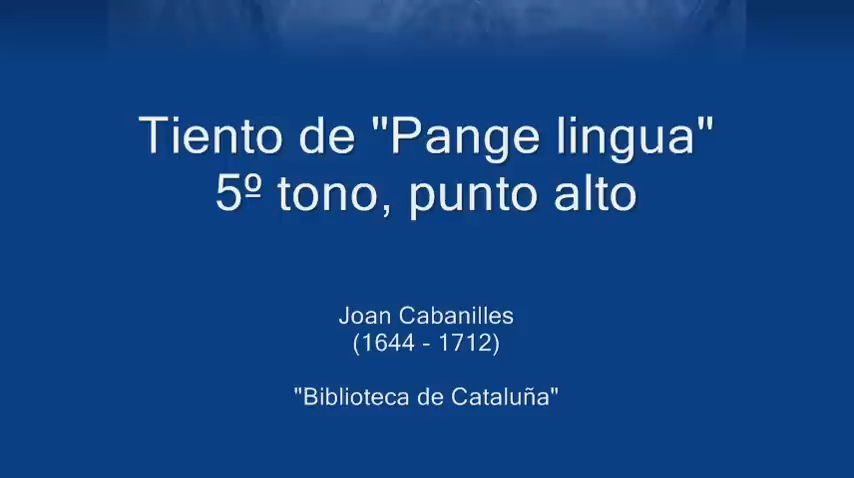 Tiento de "Pange lingua"
5º tono, punto alto
Joan Cabanilles
(1644 - 1712)
"Biblioteca de Cataluña"